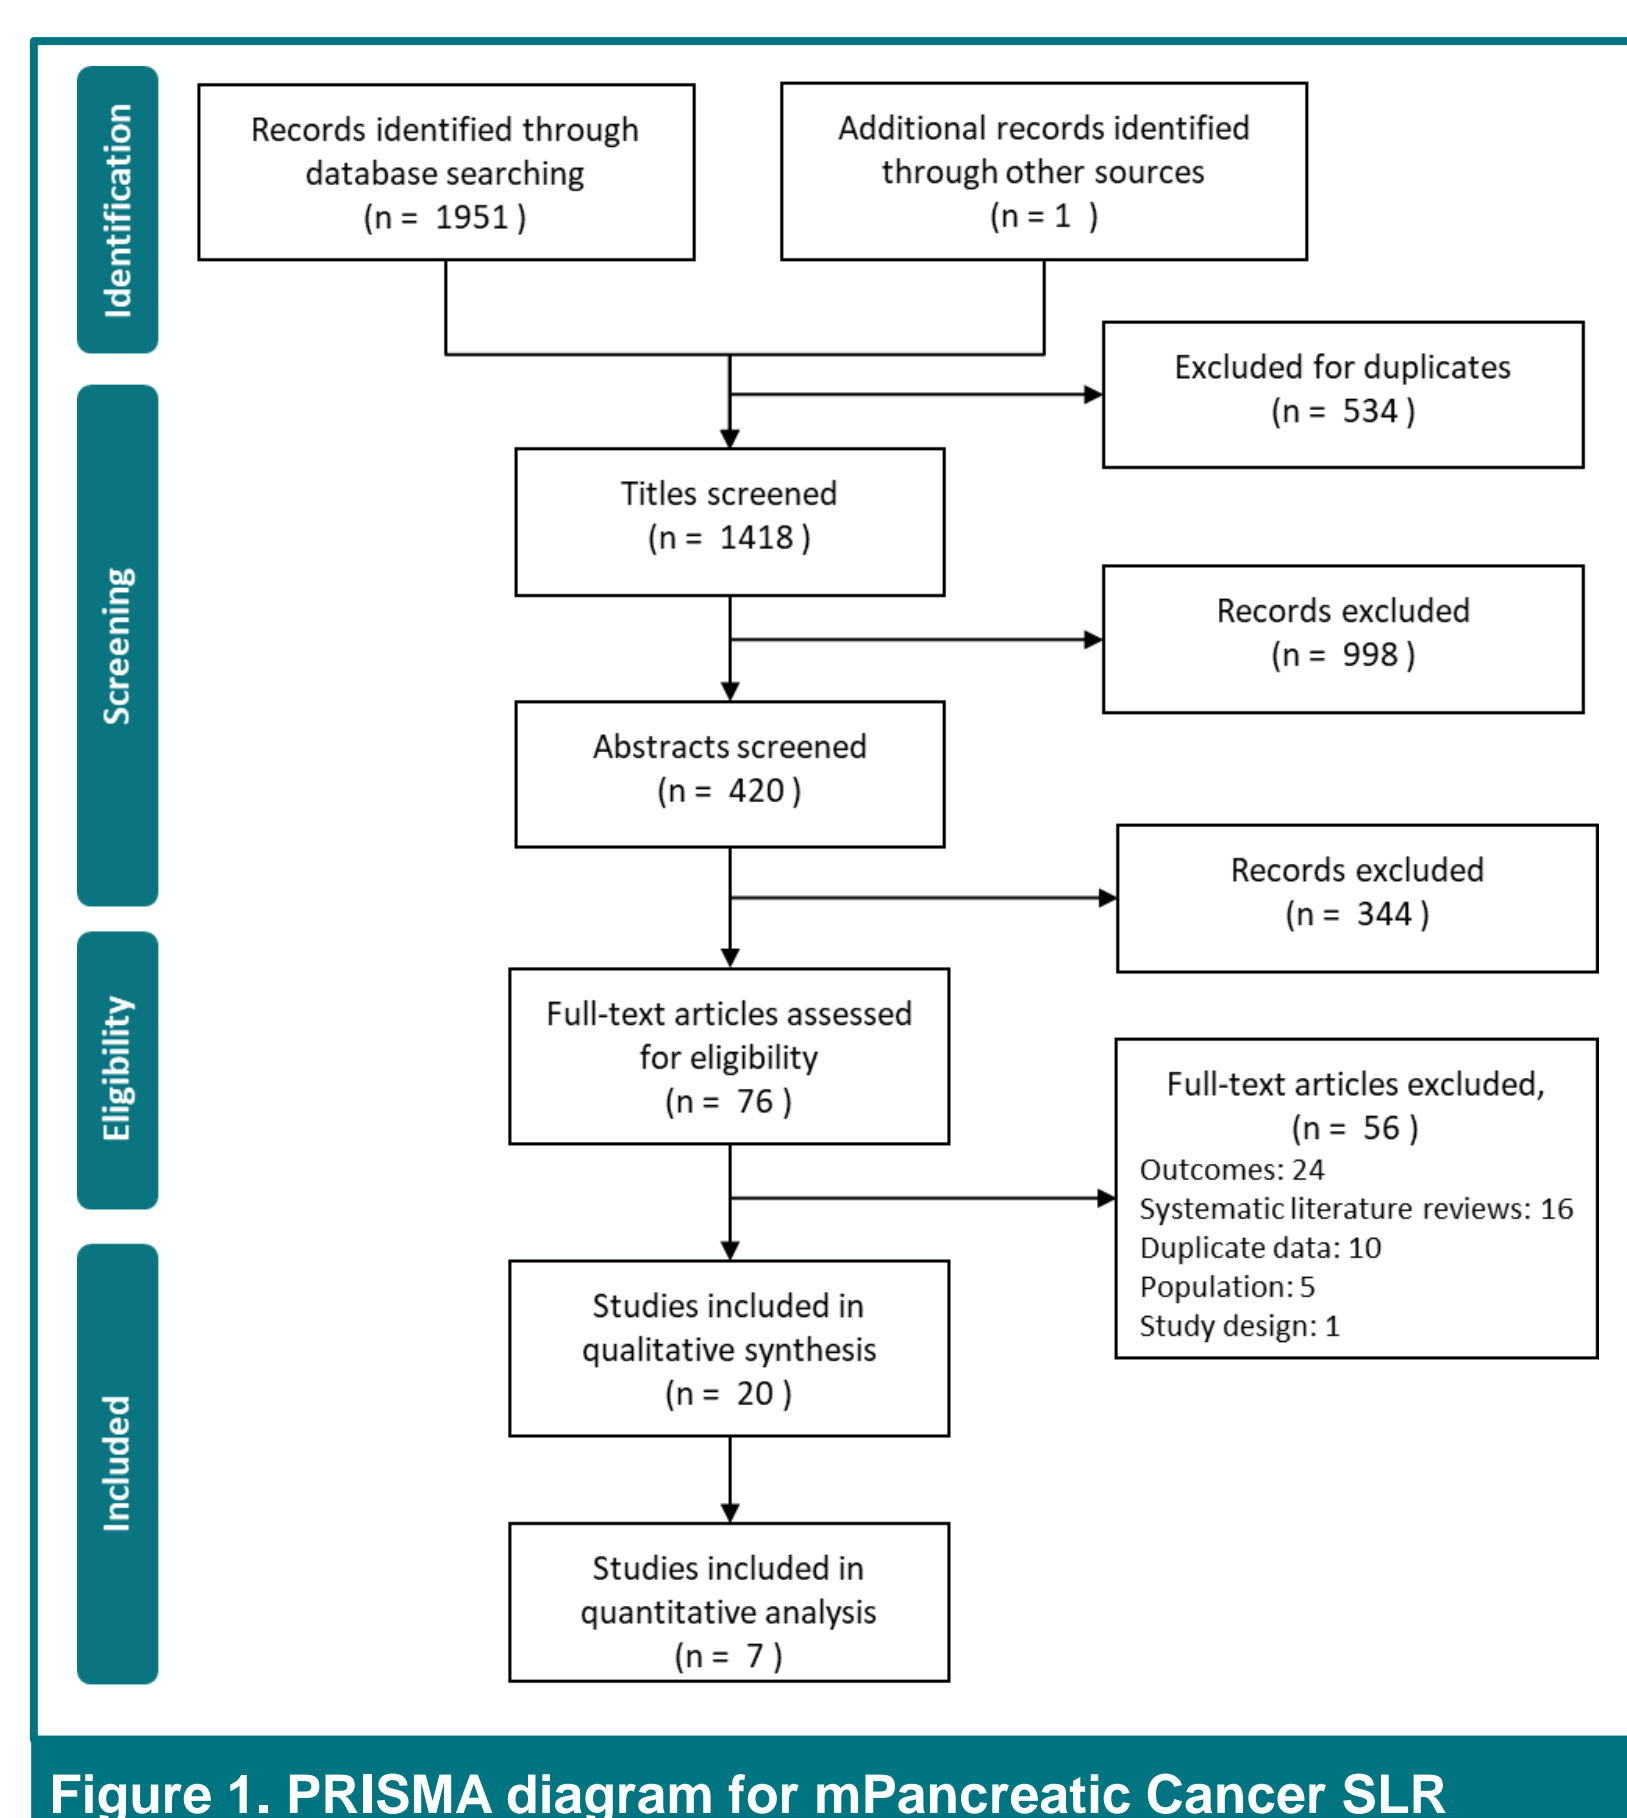 Identification
Records identified through
database searching
(n = 1951 )
Additional records identified
through other sources
(n = 1 )
Excluded for duplicates
(n = 534 )
Screening
Titles screened
(n = 1418 )
Records excluded
(n = 998 )
Abstracts screened
(n = 420 )
Records excluded
(n = 344 )
Eligibility
Full-text articles assessed
for eligibility
(n = 76 )
Full-text articles excluded,
(n = 56 )
Outcomes: 24
Systematic literature reviews: 16
Duplicate data: 10
Population: 5
Study design: 1
Included
Studies included in
qualitative synthesis
(n = 20 )
Studies included in
quantitative analysis
(n = 7 )
Figure 1. PRISMA diagram for mPancreatic Cancer SLR